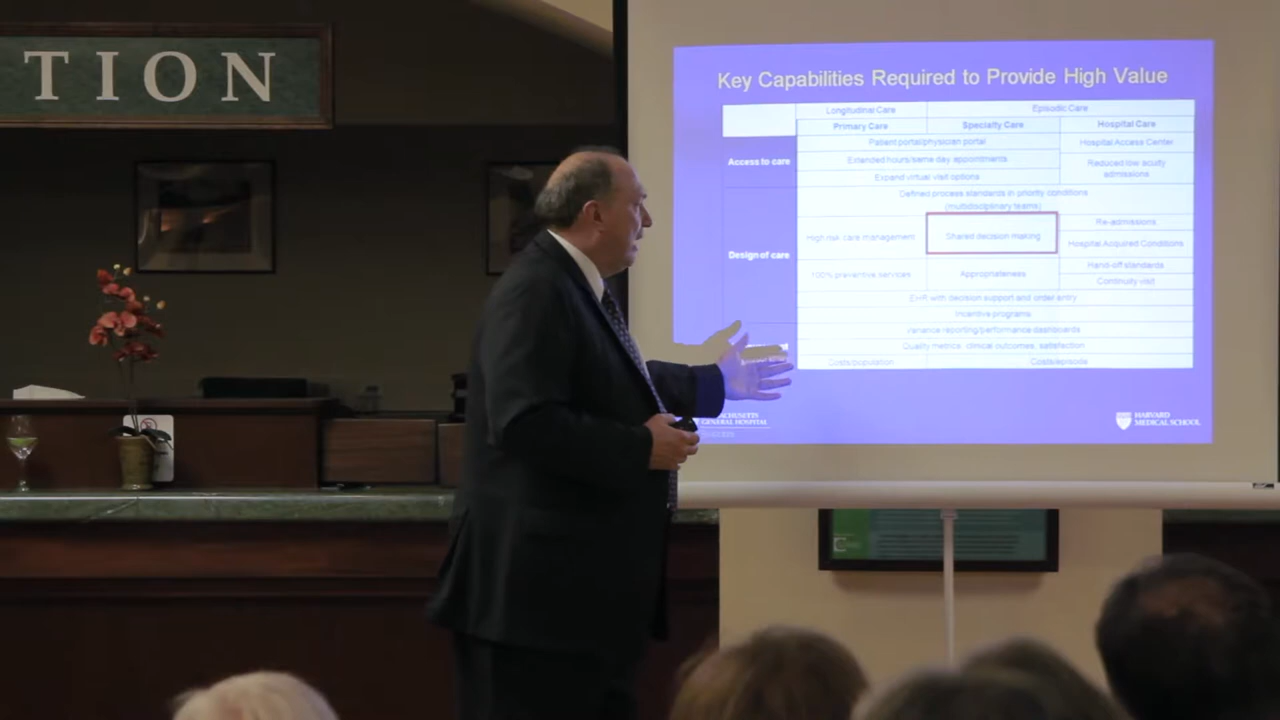 TION
Key Capabilities Required to Provide High Value
Longitudinal Care
Episodic Care
Primary Care
Specialty Care
Hospital Care
Access to care
Patient portal/physician portal
Hospital Access Center
Extended hours/same day appointments
Reduced low acuity
admissions
Expand virtual visit options
Design of care
Defined process standards in priority conditions
(multidisciplinary teams)
High risk care management
Shared decision making
Re-admissions
Hospital Acquired Conditions
100% preventive services
Appropriateness
Hand-off standards
Continuity visit
EHR with decision support and order entry
Incentive programs
Variance reporting/performance dashboards
Quality metrics: clinical outcomes, satisfaction
Costs/population
Costs/episode
GENERAL HOSPITAL
HARVARD
MEDICAL SCHOOL